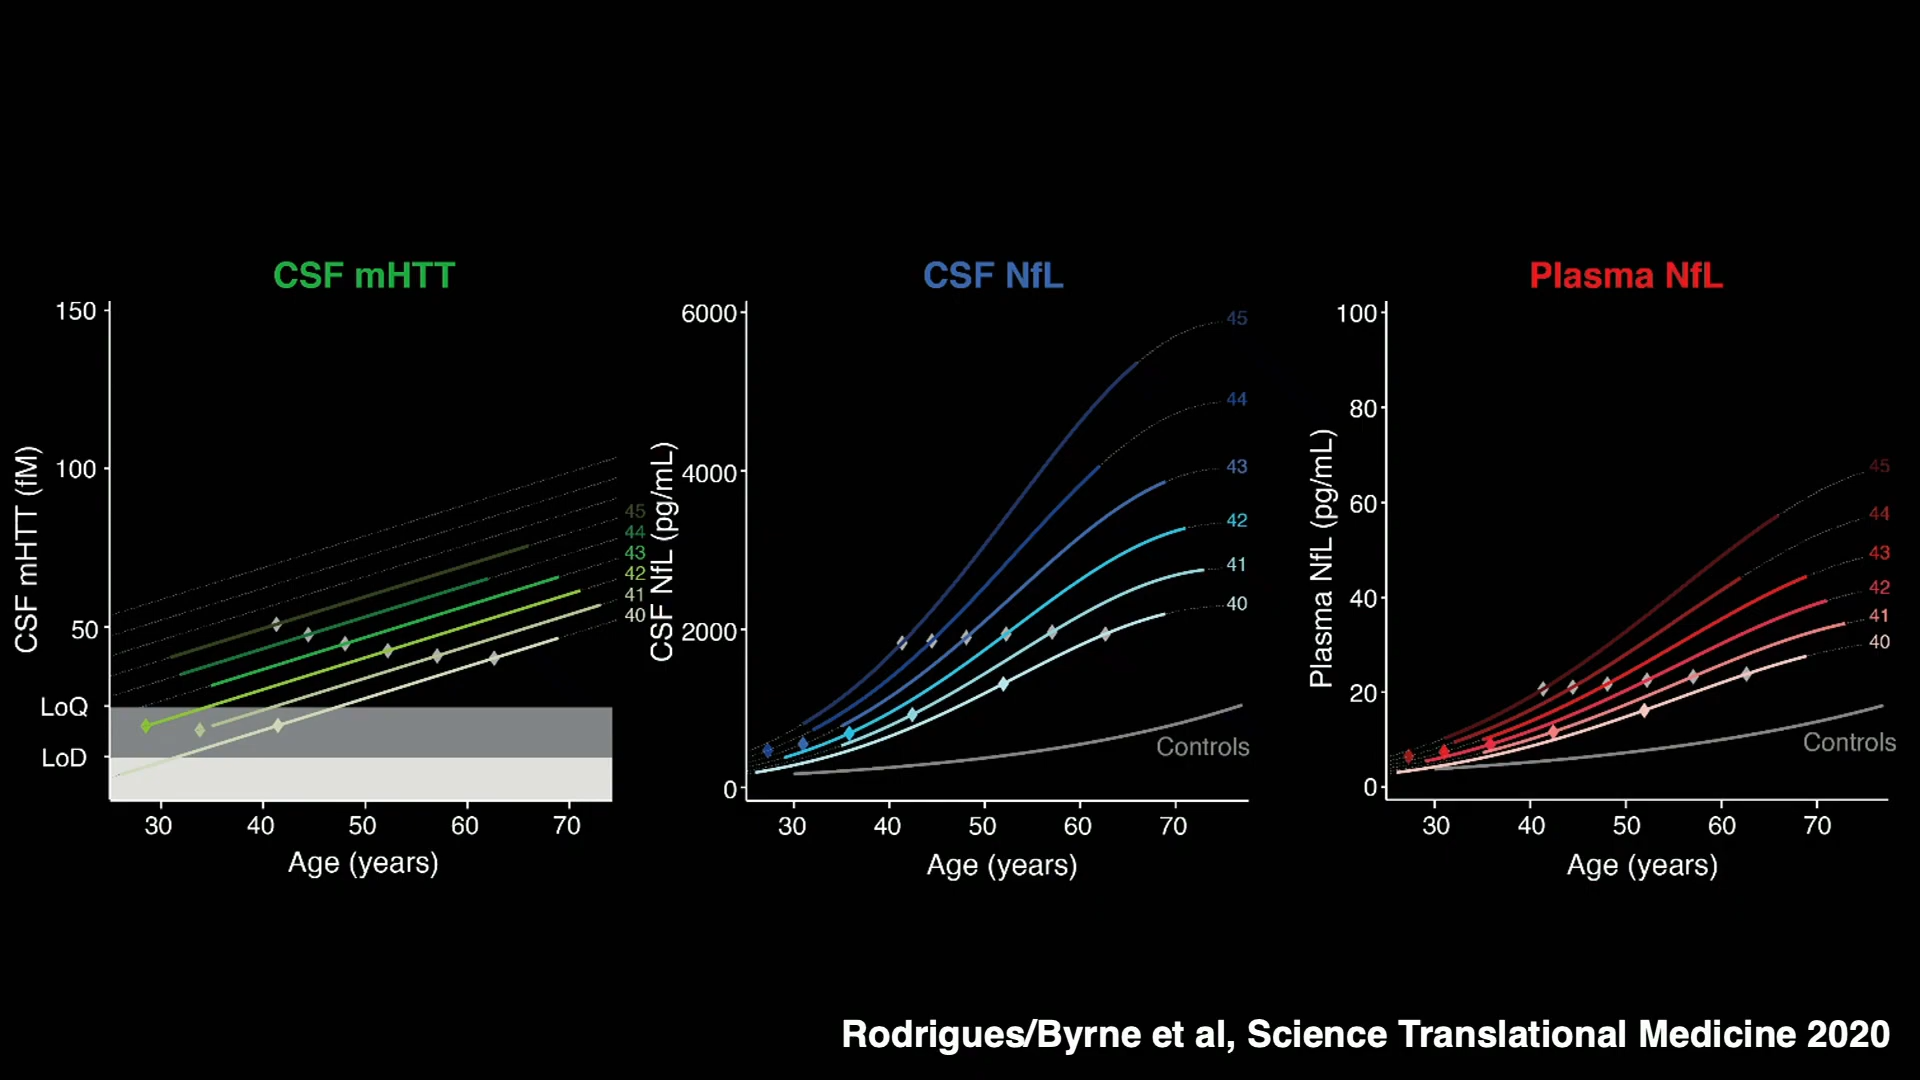 CSF mHTT
150
100
50
LoQ
LoD
CSF mHTT (fM)
30 40 50 60 70
Age (years)
45
44
43
42
41
40
CSF NfL
6000
4000
2000
0
CSF NfL (pg/mL)
30 40 50 60 70
Age (years)
45
44
43
42
41
40
Controls
Plasma NfL
100
80
60
40
20
0
Plasma NfL (pg/mL)
30 40 50 60 70
Age (years)
45
44
43
42
41
40
Controls
Rodrigues/Byrne et al, Science Translational Medicine 2020